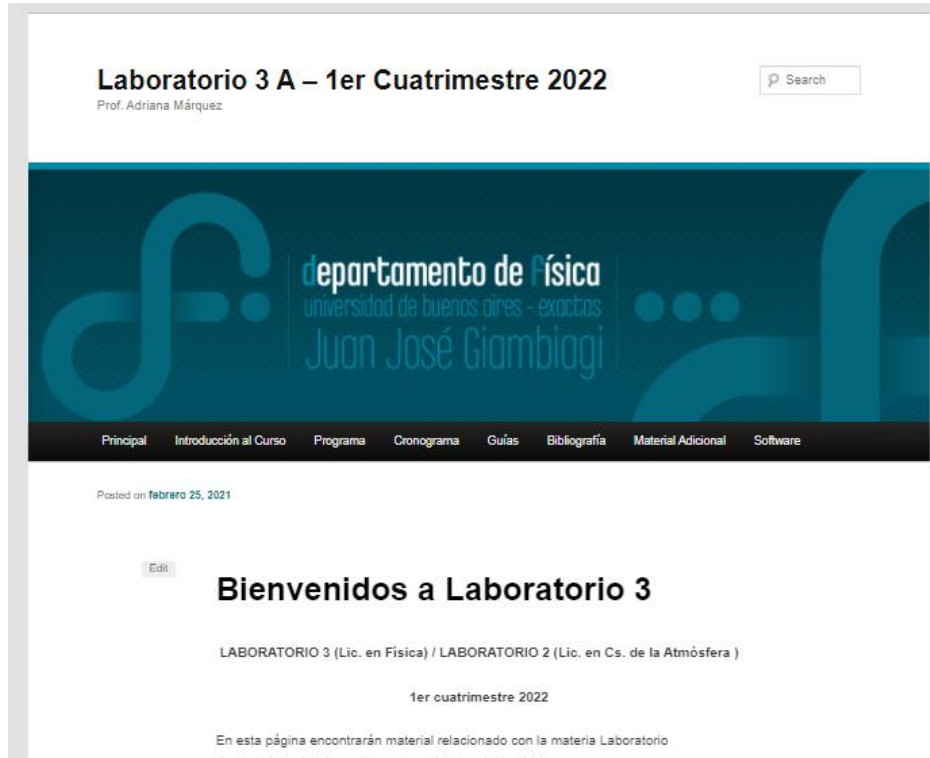 Laboratorio 3 A – 1er Cuatrimestre 2022
Prof. Adriana Márquez
Search
departamento de física
universidad de buenos aires - exactas
Juan José Giambiagi
Principal Introducción al Curso Programa Cronograma Guías Bibliografía Material Adicional Software
Posted on febrero 25, 2021
Edit
Bienvenidos a Laboratorio 3
LABORATORIO 3 (Lic. en Física) / LABORATORIO 2 (Lic. en Cs. de la Atmósfera )
1er cuatrimestre 2022
En esta página encontrarán material relacionado con la materia Laboratorio